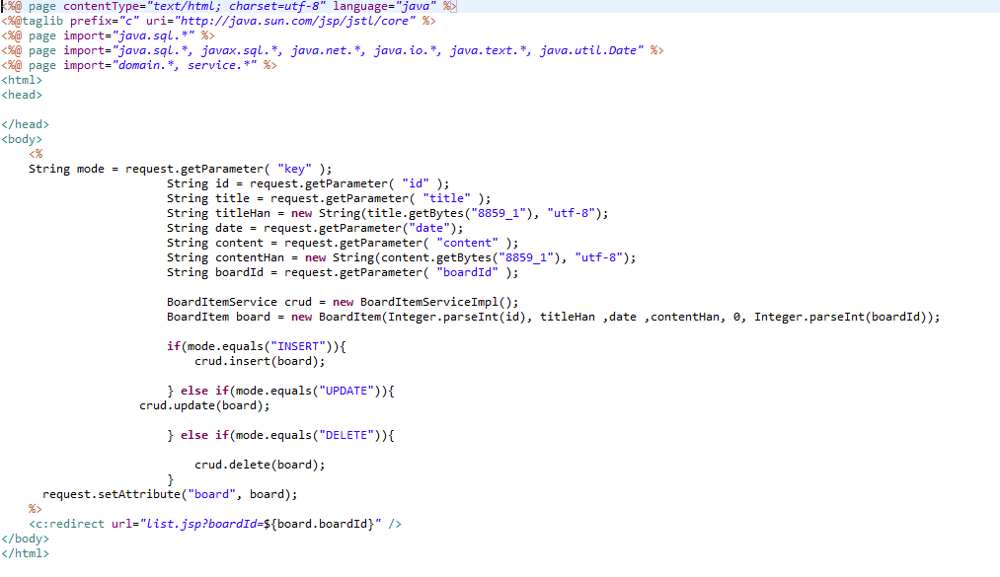 <%@ page contentType="text/html; charset=utf-8" language="java" %>
<%@taglib prefix="c" uri="http://java.sun.com/jsp/jstl/core" %>
<%@ page import="java.sql.*" %>
<%@ page import="java.sql.*, javax.sql.*, java.net.*, java.io.*, java.text.*, java.util.Date" %>
<%@ page import="domain.*, service.*" %>
<html>
<head>
</head>
<body>
<%
String mode = request.getParameter( "key" );
String id = request.getParameter( "id" );
String title = request.getParameter( "title" );
String titleHan = new String(title.getBytes("8859_1"), "utf-8");
String date = request.getParameter("date");
String content = request.getParameter( "content" );
String contentHan = new String(content.getBytes("8859_1"), "utf-8");
String boardId = request.getParameter( "boardId" );
BoardItemService crud = new BoardItemServiceImpl();
BoardItem board = new BoardItem(Integer.parseInt(id), titleHan ,date ,contentHan, 0, Integer.parseInt(boardId));
if(mode.equals("INSERT")){
crud.insert(board);
} else if(mode.equals("UPDATE")){
crud.update(board);
} else if(mode.equals("DELETE")){
crud.delete(board);
}
request.setAttribute("board", board);
%>
<c:redirect url="list.jsp?boardId=${board.boardId}" />
</body>
</html>